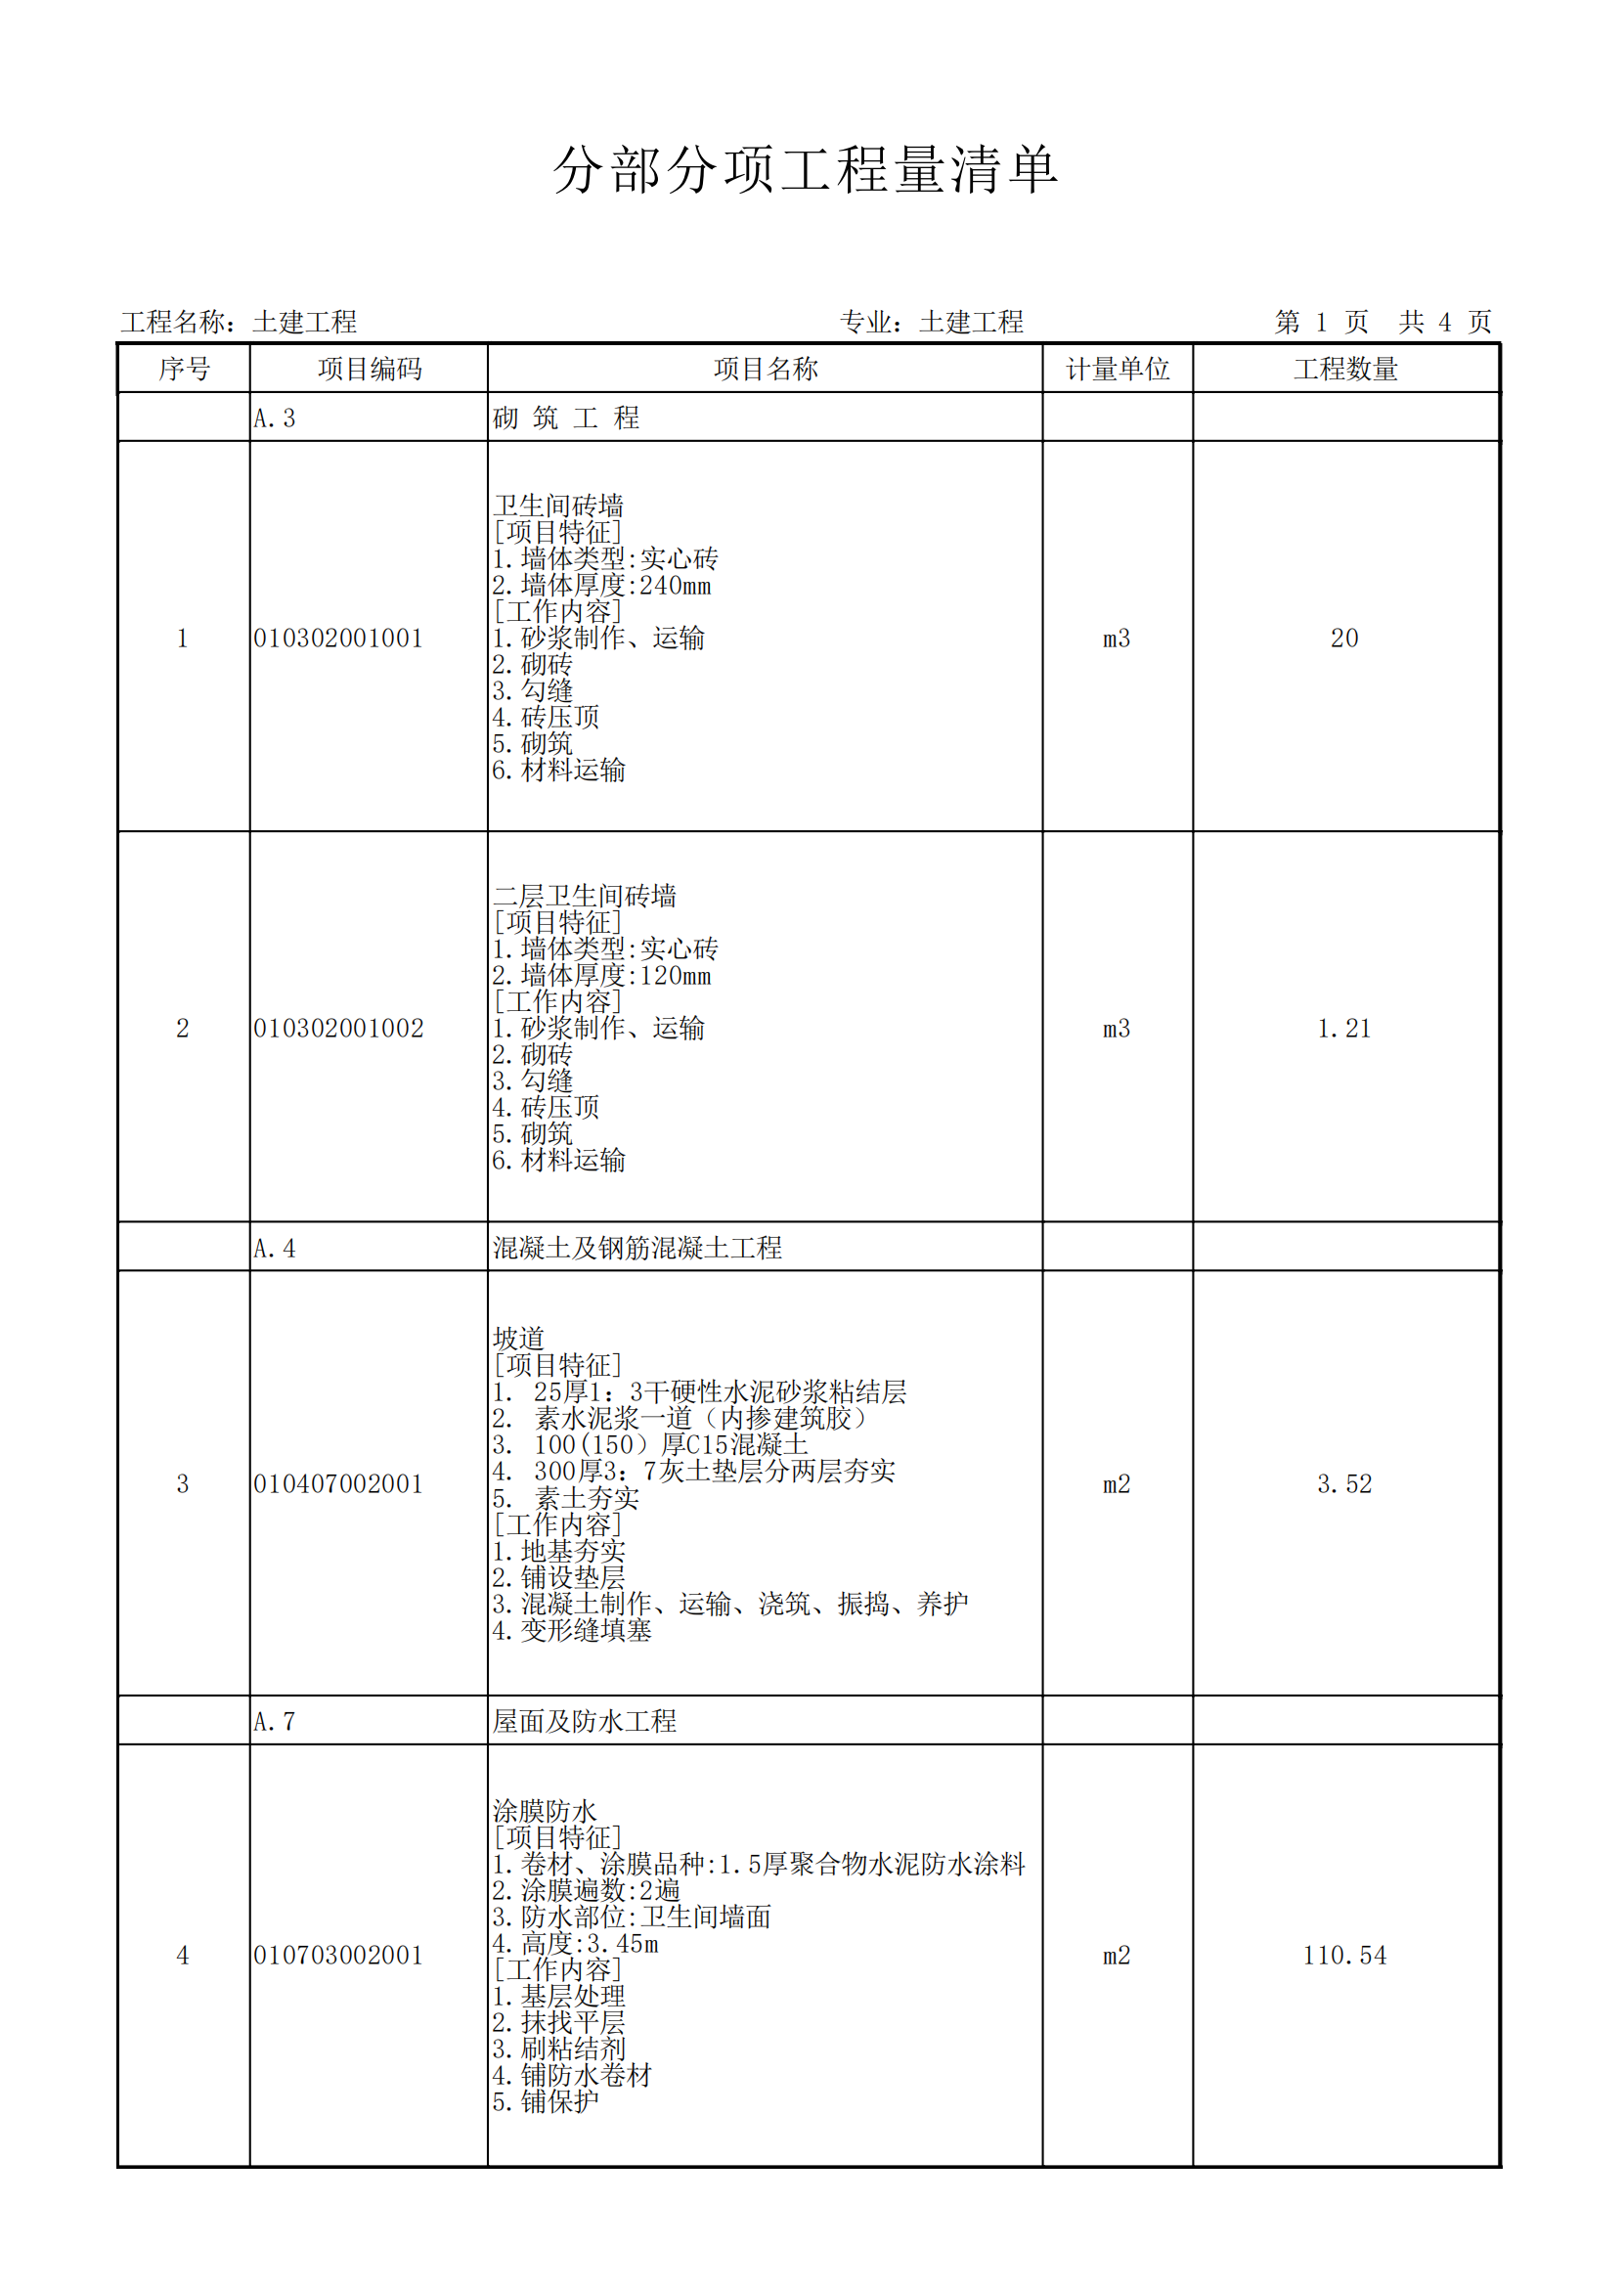 分部分项工程量清单
工程名称：土建工程 专业：土建工程 第 1 页 共 4 页
序号 项目编码 项目名称 计量单位 工程数量
A.3 砌 筑 工 程
1 010302001001 m3 20
卫生间砖墙
[项目特征]
1.墙体类型:实心砖
2.墙体厚度:240mm
[工作内容]
1.砂浆制作、运输
2.砌砖
3.勾缝
4.砖压顶
5.砌筑
6.材料运输
2 010302001002 m3 1.21
二层卫生间砖墙
[项目特征]
1.墙体类型:实心砖
2.墙体厚度:120mm
[工作内容]
1.砂浆制作、运输
2.砌砖
3.勾缝
4.砖压顶
5.砌筑
6.材料运输
A.4 混凝土及钢筋混凝土工程
3 010407002001 m2 3.52
坡道
[项目特征]
1. 25厚1：3干硬性水泥砂浆粘结层
2. 素水泥浆一道（内掺建筑胶）
3. 100(150）厚C15混凝土
4. 300厚3：7灰土垫层分两层夯实
5. 素土夯实
[工作内容]
1.地基夯实
2.铺设垫层
3.混凝土制作、运输、浇筑、振捣、养护
4.变形缝填塞
A.7 屋面及防水工程
4 010703002001 m2 110.54
涂膜防水
[项目特征]
1.卷材、涂膜品种:1.5厚聚合物水泥防水涂料
2.涂膜遍数:2遍
3.防水部位:卫生间墙面
4.高度:3.45m
[工作内容]
1.基层处理
2.抹找平层
3.刷粘结剂
4.铺防水卷材
5.铺保护